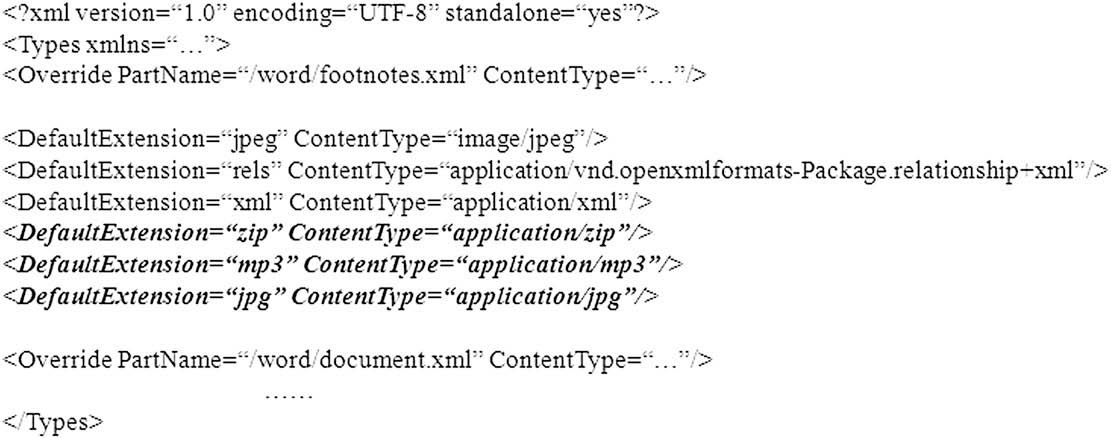 <?xml version=“1.0” encoding=“UTF-8” standalone=“yes”?>
<Types xmlns=“…”>
<Override PartName=“/word/footnotes.xml” ContentType=“…”/>
<DefaultExtension=“jpeg” ContentType=“image/jpeg”/>
<DefaultExtension=“rels” ContentType=“application/vnd.openxmlformats-Package.relationship+xml”/>
<DefaultExtension=“xml” ContentType=“application/xml”/>
<DefaultExtension=“zip” ContentType=“application/zip”/>
<DefaultExtension=“mp3” ContentType=“application/mp3”/>
<DefaultExtension=“jpg” ContentType=“application/jpg”/>
<Override PartName=“/word/document.xml” ContentType=“…”/>
……
</Types>